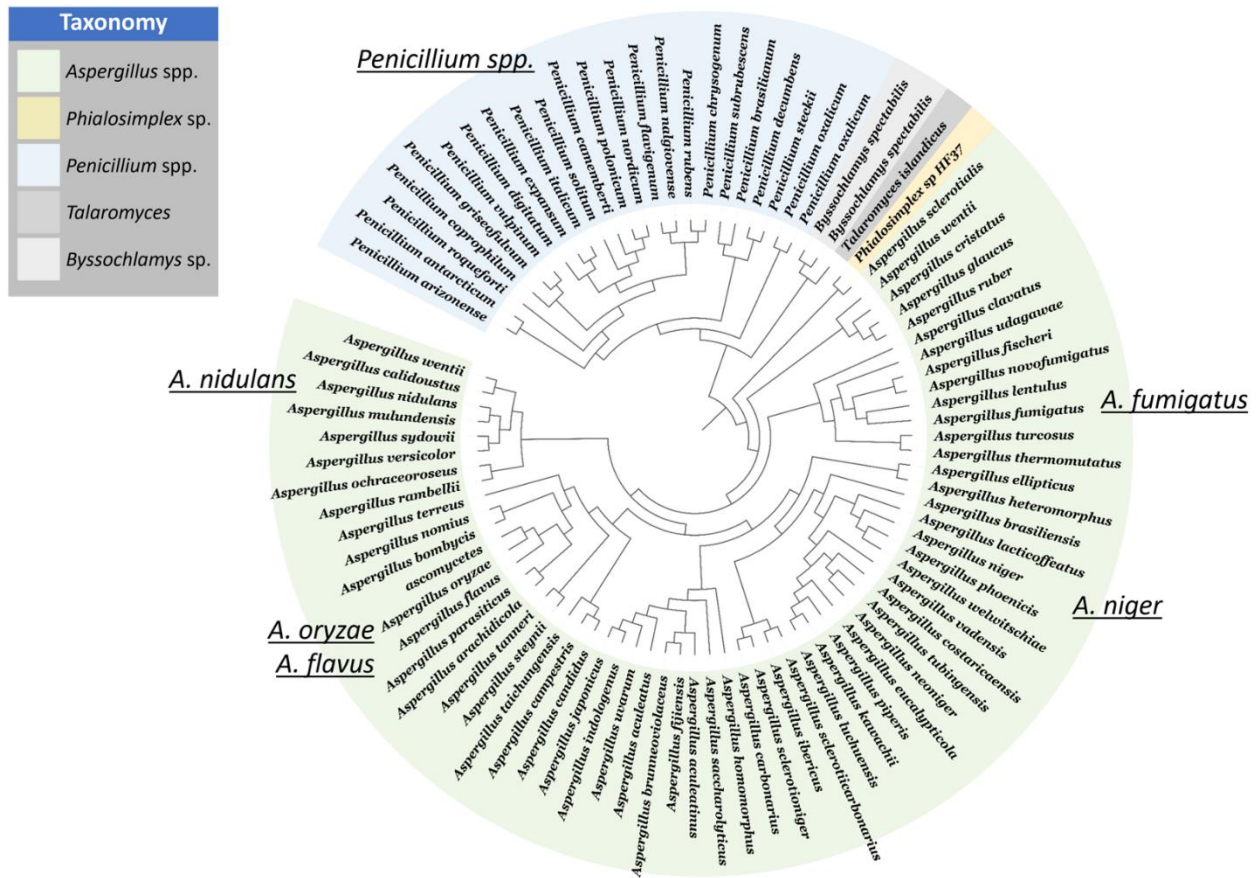 Taxonomy
Aspergillus spp.
Phialosimplex sp.
Penicillium spp.
Talaromyces
Byssochlamys sp.
Penicillium spp.
A. nidulans
A. oryzae
A. flavus
A. fumigatus
A. niger
Penicillium arizonense
Penicillium antarcticum
Penicillium roqueforti
Penicillium coprophilum
Penicillium griseofulvum
Penicillium vulpinum
Penicillium digitatum
Penicillium expansum
Penicillium italicum
Penicillium solitum
Penicillium camemberti
Penicillium polonicum
Penicillium nordicum
Penicillium flavigenum
Penicillium nalgiovense
Penicillium rubens
Penicillium chrysogenum
Penicillium subrubescens
Penicillium brasilianum
Penicillium decumbens
Penicillium steckii
Penicillium oxalicum
Penicillium oxalicum
Byssochlamys spectabilis
Byssochlamys spectabilis
Talaromyces islandicus
Phialosimplex sp HF37
Aspergillus sclerotialis
Aspergillus wentii
Aspergillus cristatus
Aspergillus glaucus
Aspergillus ruber
Aspergillus clavatus
Aspergillus udagawae
Aspergillus fischeri
Aspergillus novofumigatus
Aspergillus lentulus
Aspergillus fumigatus
Aspergillus turcosus
Aspergillus thermomutatus
Aspergillus ellipticus
Aspergillus heteromorphus
Aspergillus brasiliensis
Aspergillus lacticoffeatus
Aspergillus niger
Aspergillus phoenicis
Aspergillus welwitschiae
Aspergillus vadensis
Aspergillus costaricaensis
Aspergillus tubingensis
Aspergillus neoniger
Aspergillus eucalypticola
Aspergillus piperis
Aspergillus kawachii
Aspergillus luchuensis
Aspergillus sclerotiicarbonarius
Aspergillus ibericus
Aspergillus sclerotioniger
Aspergillus carbonarius
Aspergillus homomorphus
Aspergillus saccharolyticus
Aspergillus aculeatinus
Aspergillus fijiensis
Aspergillus brunneoviolaceus
Aspergillus aculeatus
Aspergillus uvarum
Aspergillus indologenus
Aspergillus japonicus
Aspergillus candidus
Aspergillus campestris
Aspergillus taichungensis
Aspergillus steynii
Aspergillus tanneri
Aspergillus arachidicola
Aspergillus parasiticus
Aspergillus flavus
Aspergillus oryzae
ascomycetes
Aspergillus bombycis
Aspergillus nomius
Aspergillus terreus
Aspergillus rambellii
Aspergillus ochraceoroseus
Aspergillus versicolor
Aspergillus sydowii
Aspergillus mulundensis
Aspergillus nidulans
Aspergillus calidoustus
Aspergillus wentii